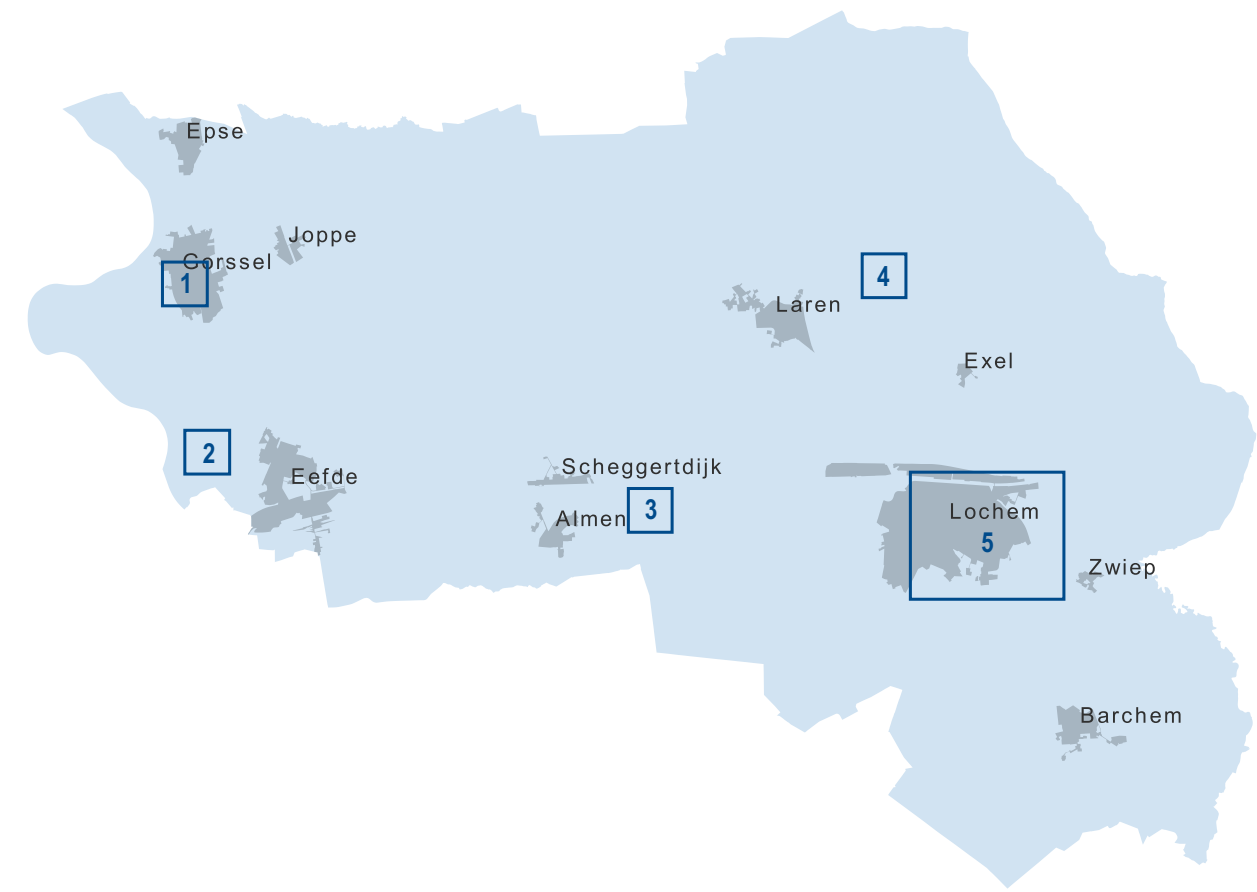 Epse
Joppe
Gorssel
1
4
Laren
Exel
2
Eefde
Scheggertdijk
3
Almen
Lochem
5
Zwiep
Barchem